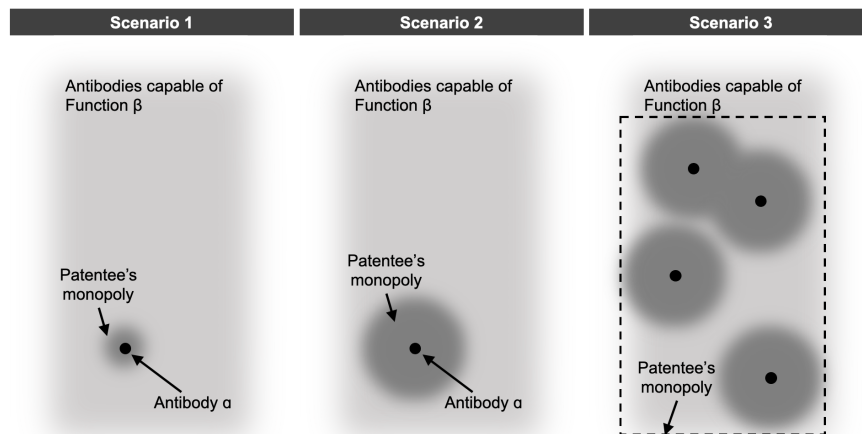 Scenario 1
Antibodies capable of
Function β
Patentee's
monopoly
Antibody α
Scenario 2
Antibodies capable of
Function β
Patentee's
monopoly
Antibody α
Scenario 3
Antibodies capable of
Function β
Patentee's
monopoly